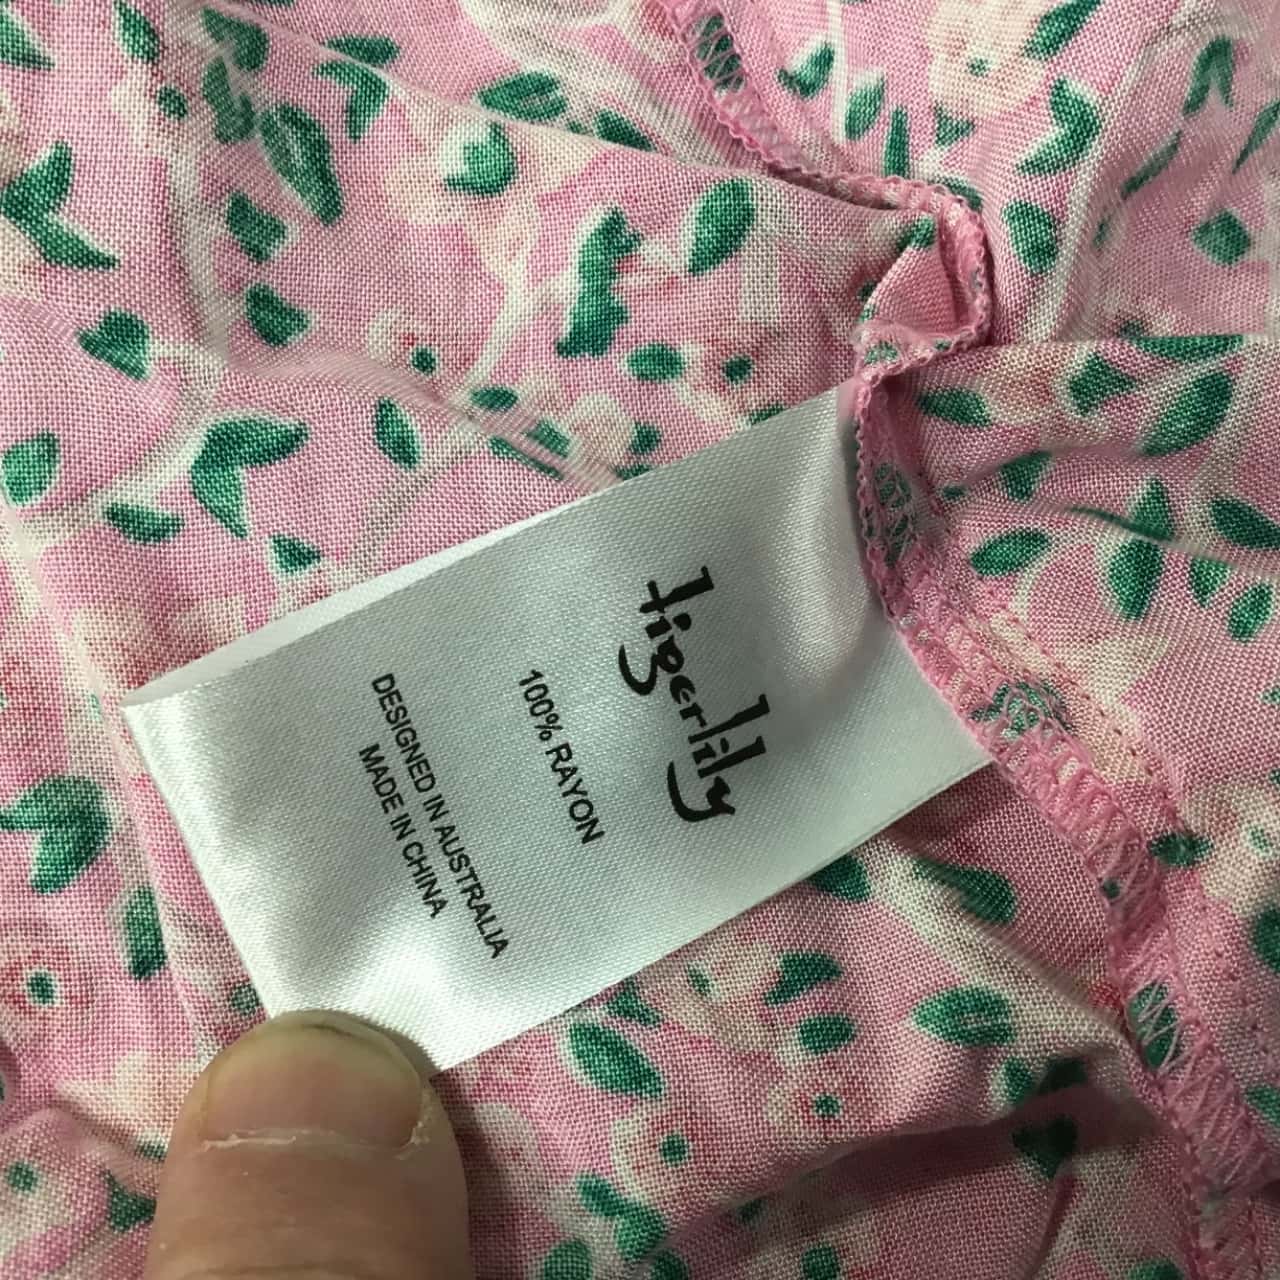 tigerlily
100% RAYON
DESIGNED IN AUSTRALIA
MADE IN CHINA